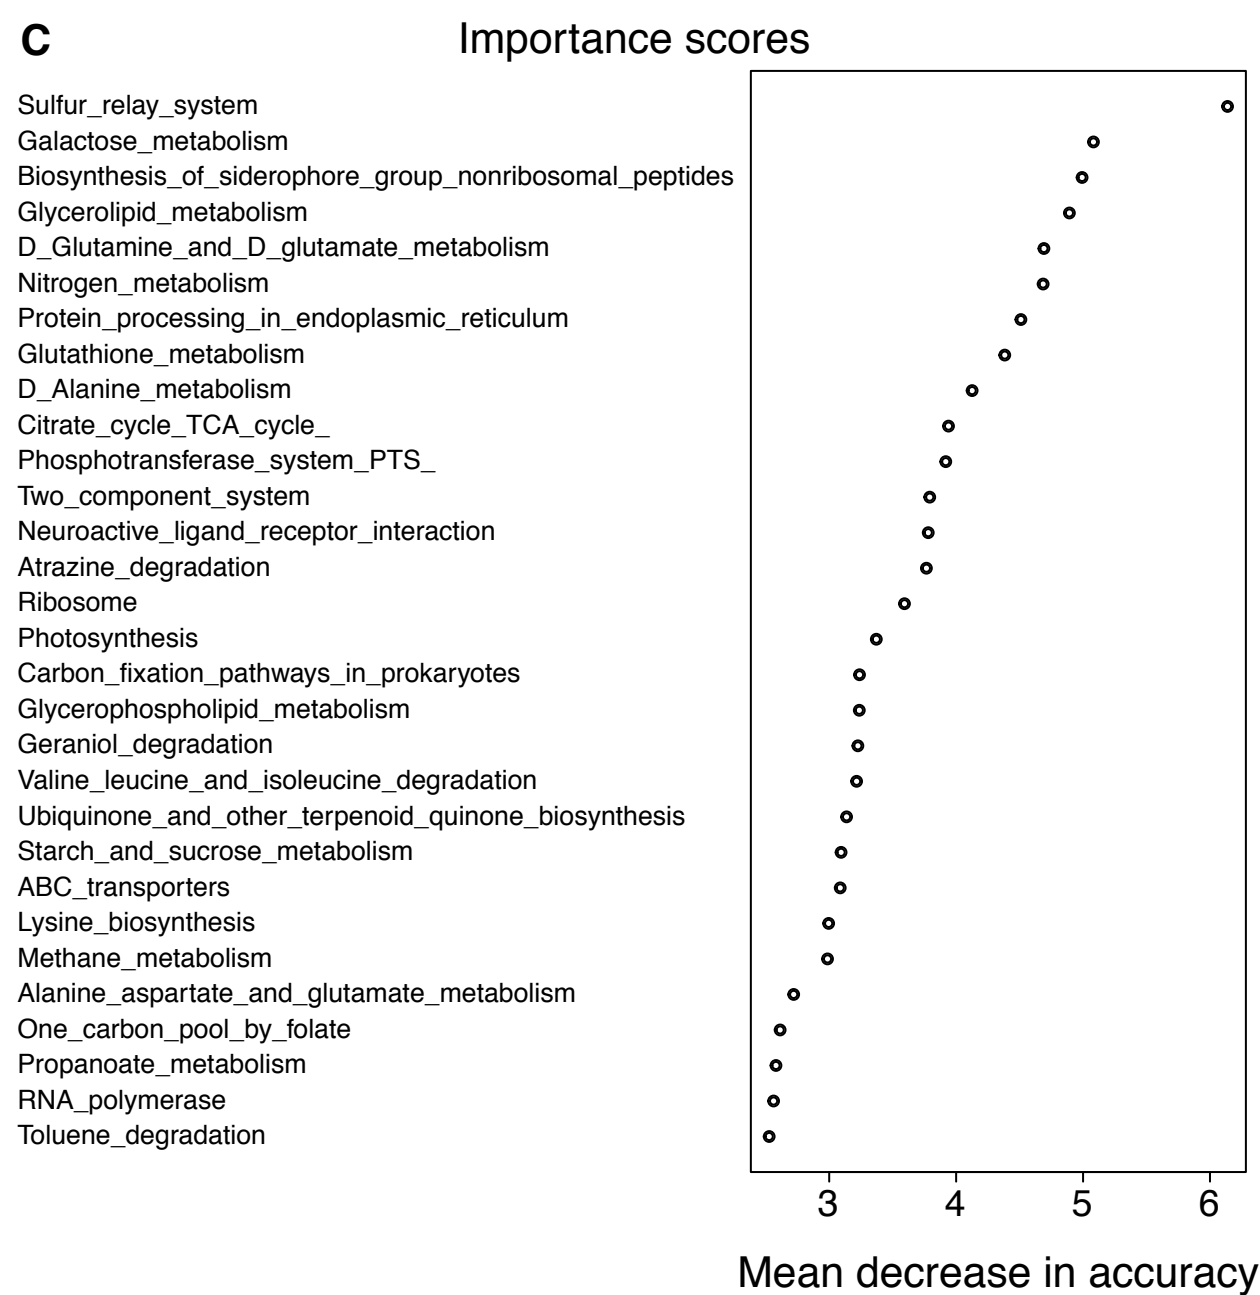 C
Importance scores
Sulfur_relay_system
Galactose_metabolism
Biosynthesis_of_siderophore_group_nonribosomal_peptides
Glycerolipid_metabolism
D_Glutamine_and_D_glutamate_metabolism
Nitrogen_metabolism
Protein_processing_in_endoplasmic_reticulum
Glutathione_metabolism
D_Alanine_metabolism
Citrate_cycle_TCA_cycle_
Phosphotransferase_system_PTS_
Two_component_system
Neuroactive_ligand_receptor_interaction
Atrazine_degradation
Ribosome
Photosynthesis
Carbon_fixation_pathways_in_prokaryotes
Glycerophospholipid_metabolism
Geraniol_degradation
Valine_leucine_and_isoleucine_degradation
Ubiquinone_and_other_terpenoid_quinone_biosynthesis
Starch_and_sucrose_metabolism
ABC_transporters
Lysine_biosynthesis
Methane_metabolism
Alanine_aspartate_and_glutamate_metabolism
One_carbon_pool_by_folate
Propanoate_metabolism
RNA_polymerase
Toluene_degradation
3 4 5 6
Mean decrease in accuracy